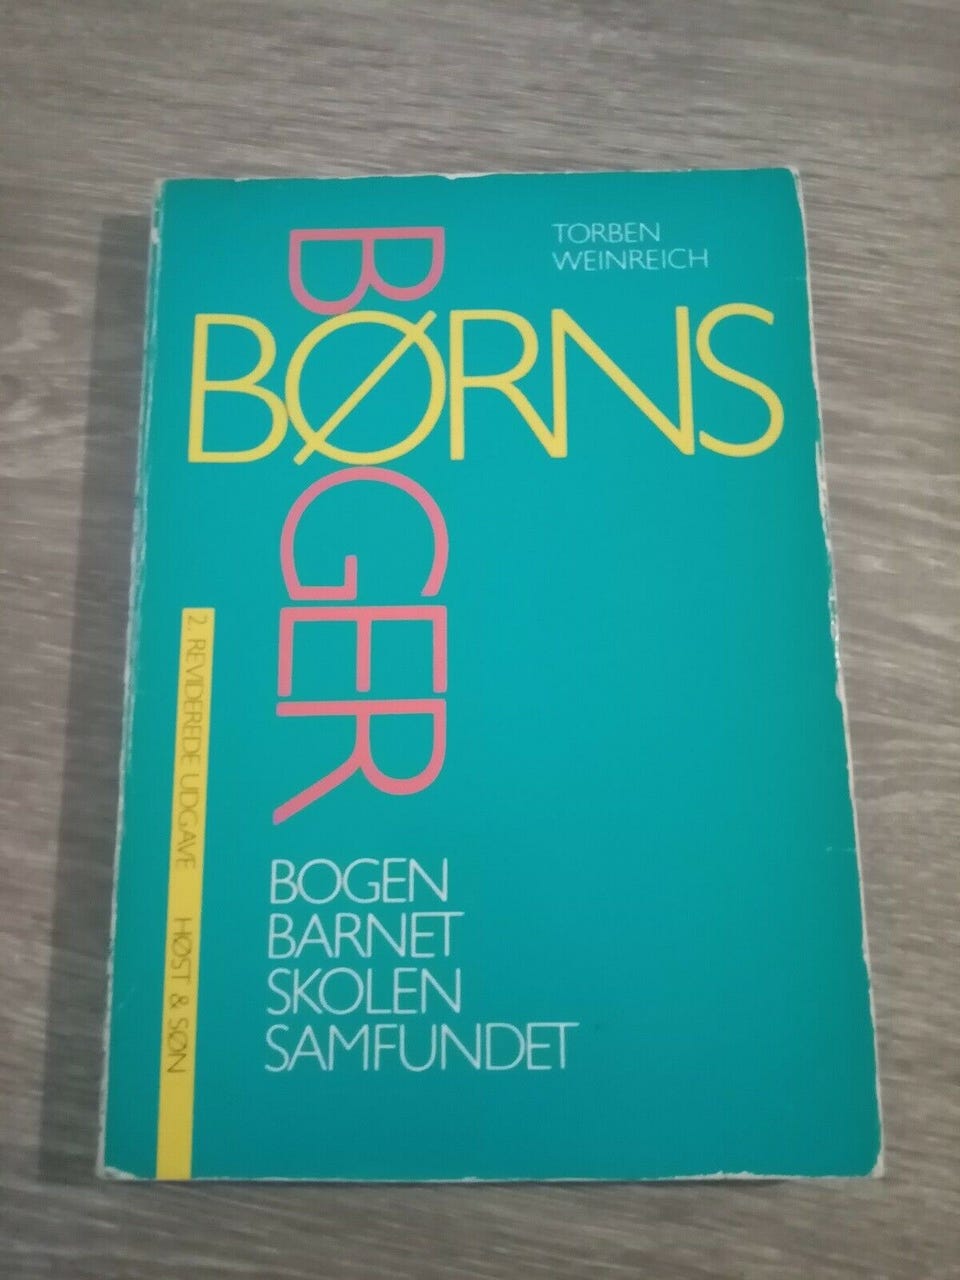 TORBEN
WEINREICH
BØRNS
BØGER
BOGEN
BARNET
SKOLEN
SAMFUNDET
2. REVIDEREDE UDGAVE HØST & SØN